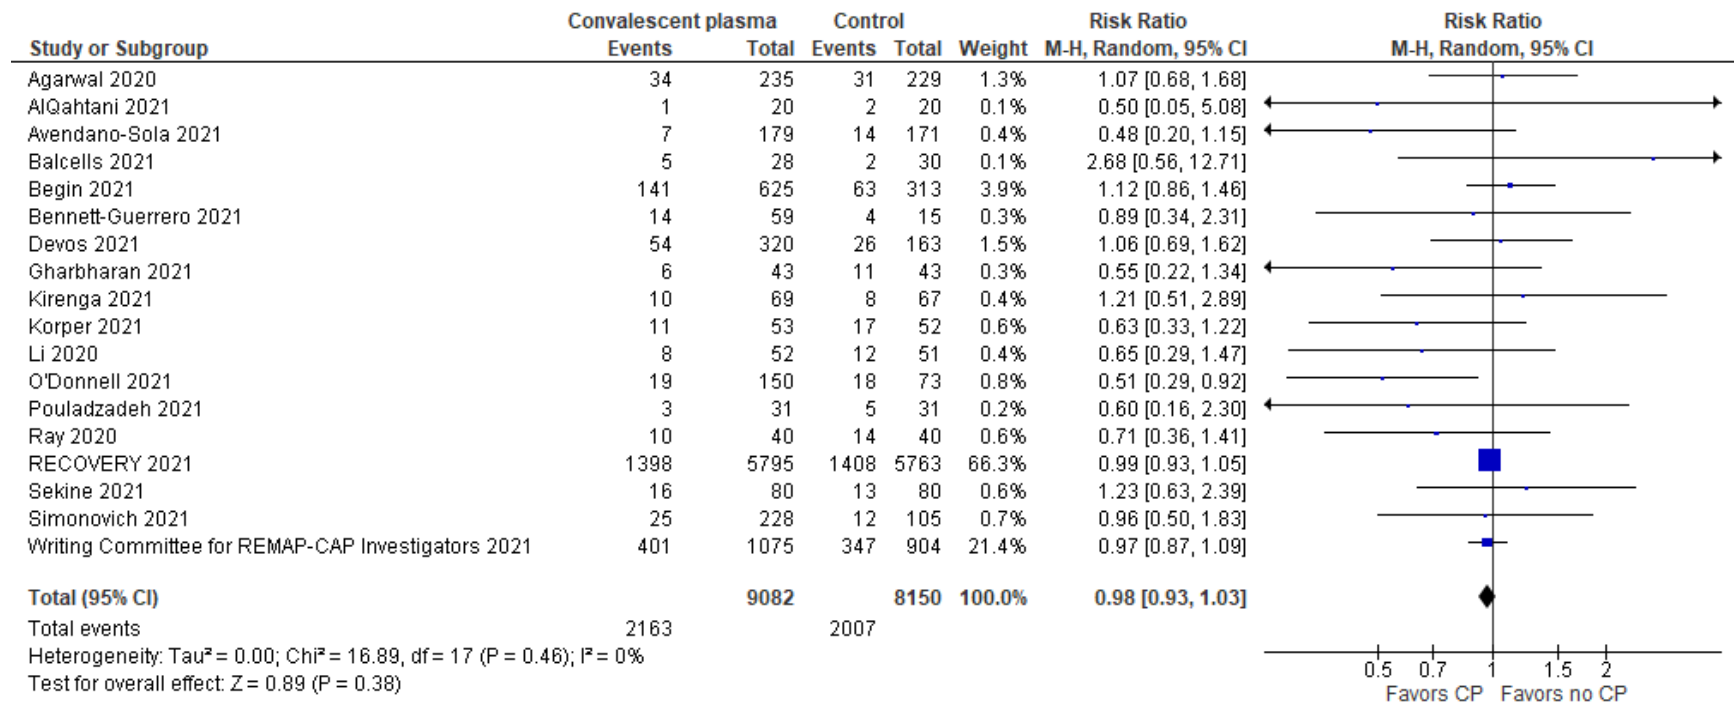 Convalescent plasma Control Risk Ratio Risk Ratio
Study or Subgroup Events Total Events Total Weight M-H, Random, 95% CI M-H, Random, 95% CI
Agarwal 2020 34 235 31 229 1.3% 1.07 [0.68, 1.68]
AlQahtani 2021 1 20 2 20 0.1% 0.50 [0.05, 5.08]
Avendano-Sola 2021 7 179 14 171 0.4% 0.48 [0.20, 1.15]
Balcells 2021 5 28 2 30 0.1% 2.68 [0.56, 12.71]
Begin 2021 141 625 63 313 3.9% 1.12 [0.86, 1.46]
Bennett-Guerrero 2021 14 59 4 15 0.3% 0.89 [0.34, 2.31]
Devos 2021 54 320 26 163 1.5% 1.06 [0.69, 1.62]
Gharbharan 2021 6 43 11 43 0.3% 0.55 [0.22, 1.34]
Kirenga 2021 10 69 8 67 0.4% 1.21 [0.51, 2.89]
Korper 2021 11 53 17 52 0.6% 0.63 [0.33, 1.22]
Li 2020 8 52 12 51 0.4% 0.65 [0.29, 1.47]
O'Donnell 2021 19 150 18 73 0.8% 0.51 [0.29, 0.92]
Pouladzadeh 2021 3 31 5 31 0.2% 0.60 [0.16, 2.30]
Ray 2020 10 40 14 40 0.6% 0.71 [0.36, 1.41]
RECOVERY 2021 1398 5795 1408 5763 66.3% 0.99 [0.93, 1.05]
Sekine 2021 16 80 13 80 0.6% 1.23 [0.63, 2.39]
Simonovich 2021 25 228 12 105 0.7% 0.96 [0.50, 1.83]
Writing Committee for REMAP-CAP Investigators 2021 401 1075 347 904 21.4% 0.97 [0.87, 1.09]
Total (95% CI) 9082 8150 100.0% 0.98 [0.93, 1.03]
Total events 2163 2007
Heterogeneity: Tau² = 0.00; Chi² = 16.89, df = 17 (P = 0.46); I² = 0%
Test for overall effect: Z = 0.89 (P = 0.38)
0.5 0.7 1 1.5 2
Favors CP Favors no CP